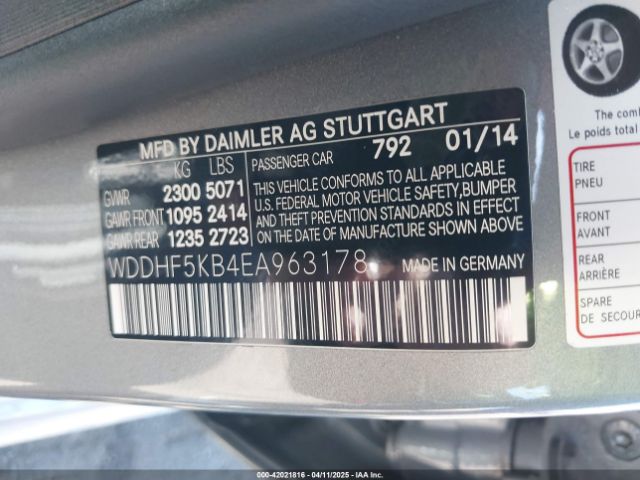 MFD BY DAIMLER AG STUTTGART
KG LBS PASSENGER CAR 792 01/14
GVWR 2300 5071
GAWR FRONT 1095 2414
GAWR REAR 1235 2723
THIS VEHICLE CONFORMS TO ALL APPLICABLE
U.S. FEDERAL MOTOR VEHICLE SAFETY, BUMPER
AND THEFT PREVENTION STANDARDS IN EFFECT
ON THE DATE OF MANUFACTURE SHOWN ABOVE
WDDHF5KB4EA963178 MADE IN GERMANY
The comb
Le poids total
TIRE
PNEU
FRONT
AVANT
REAR
ARRIÈRE
SPARE
DE SECOUR
000-42021816 - 04/11/2025 - IAAI.COM